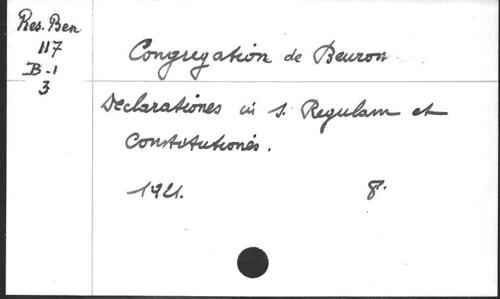 Res. Ben
117
B-1
3
Congregation de Beuron
Declarationes in S. Regulam et
Constitutiones.
1921. 8°.